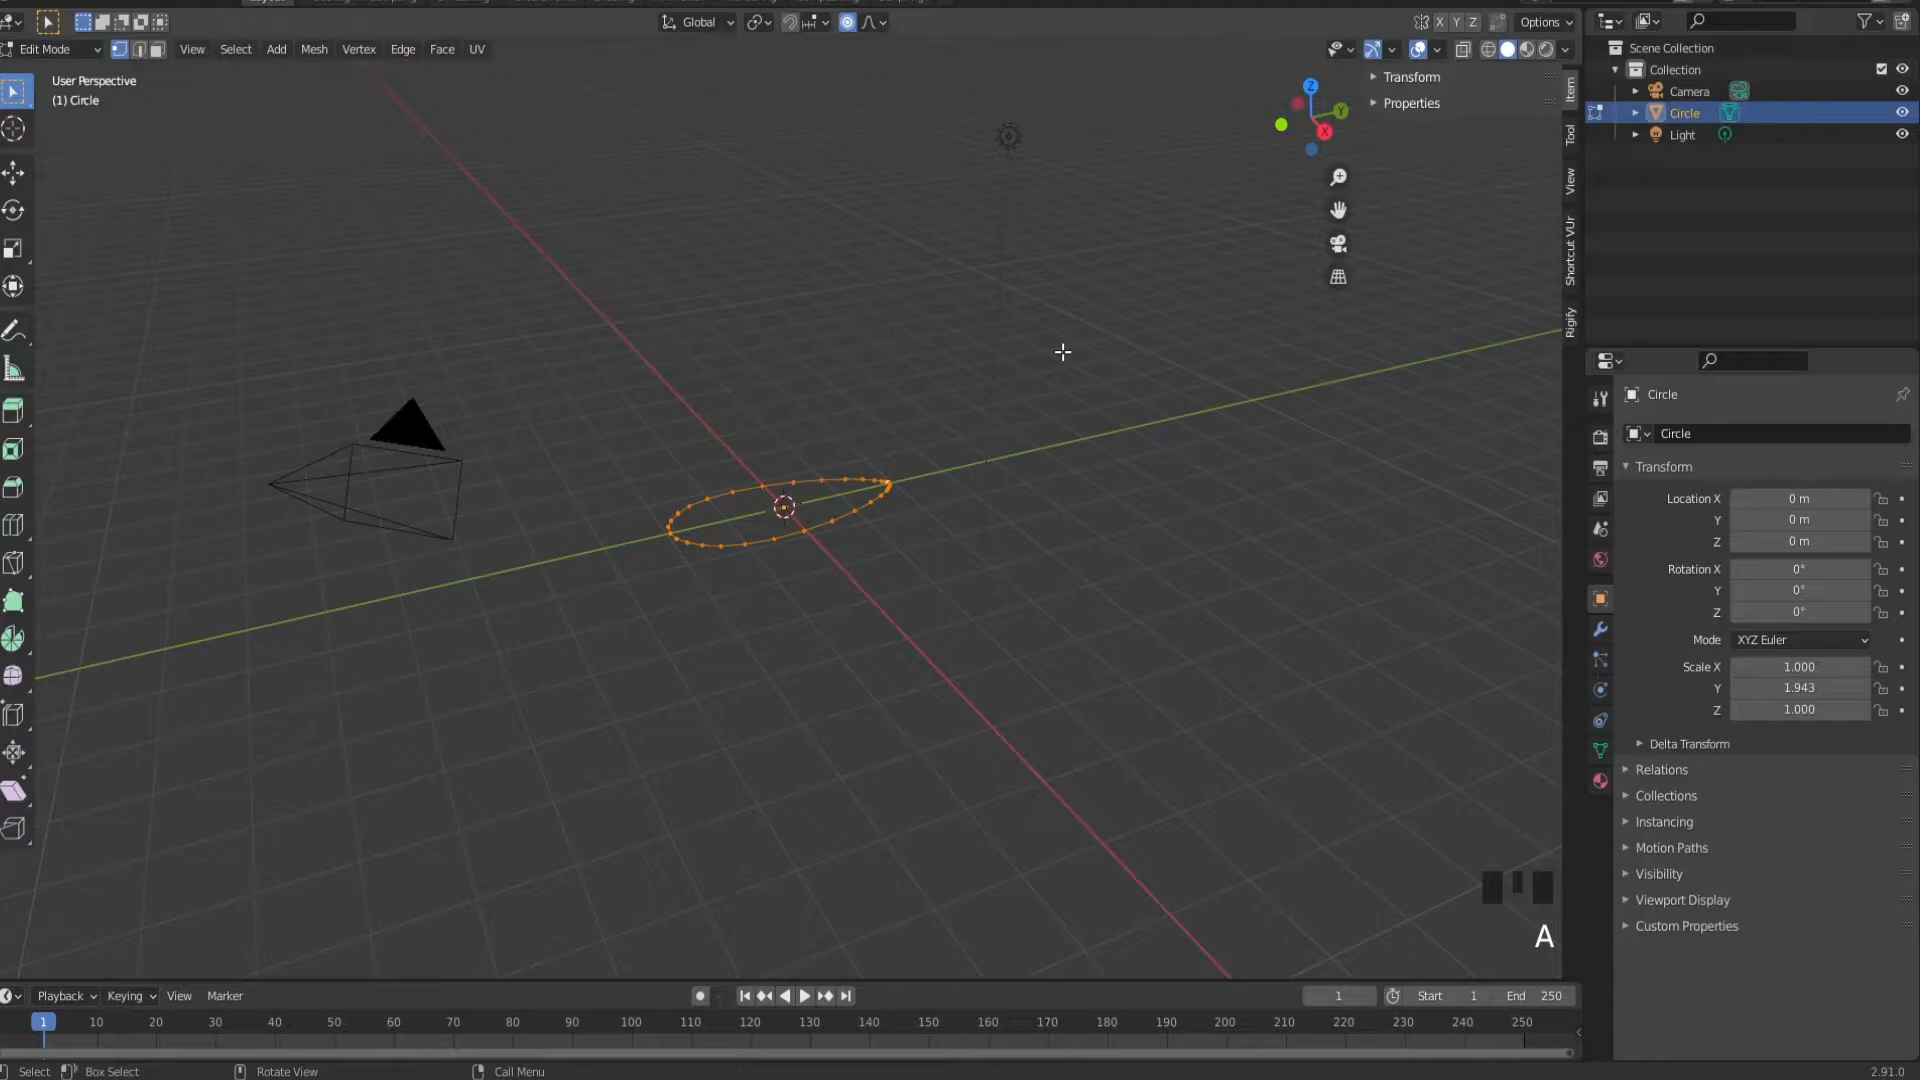 Global
X Y Z
Options
Edit Mode
View Select Add Mesh Vertex Edge Face UV
User Perspective
(1) Circle
Z
Y
X
Transform
Properties
Item
Tool
View
Shortcut VUr
Rigify
Scene Collection
Collection
Camera
Circle
Light
Circle
Circle
Transform
Location X 0 m
Y 0 m
Z 0 m
Rotation X 0°
Y 0°
Z 0°
Mode XYZ Euler
Scale X 1.000
Y 1.943
Z 1.000
Delta Transform
Relations
Collections
Instancing
Motion Paths
Visibility
Viewport Display
Custom Properties
A
Playback Keying View Marker
1 Start 1 End 250
1 10 20 30 40 50 60 70 80 90 100 110 120 130 140 150 160 170 180 190 200 210 220 230 240 250
Select Box Select Rotate View Call Menu 2.91.0